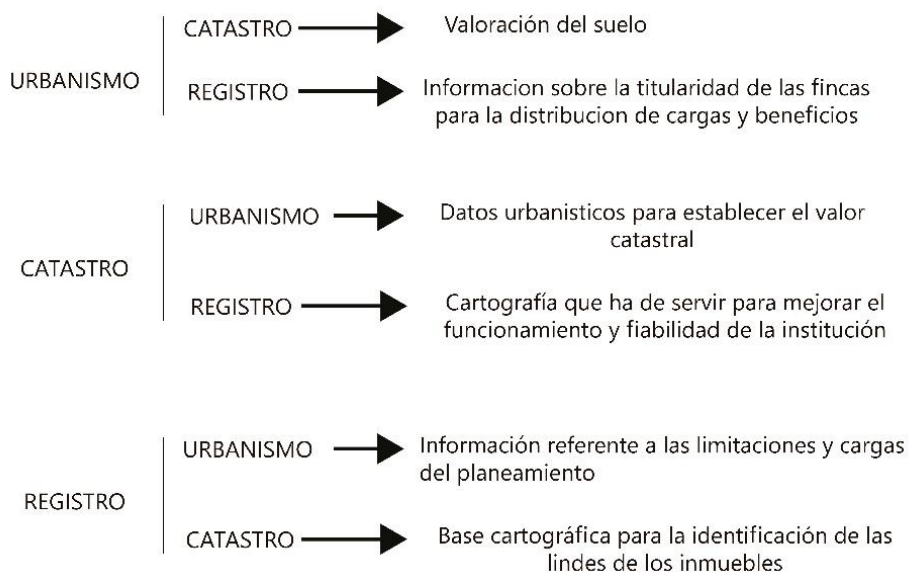 CATASTRO
Valoración del suelo
URBANISMO
REGISTRO
Informacion sobre la titularidad de las fincas
para la distribucion de cargas y beneficios
URBANISMO
Datos urbanisticos para establecer el valor
catastral
CATASTRO
REGISTRO
Cartografía que ha de servir para mejorar el
funcionamiento y fiabilidad de la institución
URBANISMO
Información referente a las limitaciones y cargas
del planeamiento
REGISTRO
CATASTRO
Base cartográfica para la identificación de las
lindes de los inmuebles